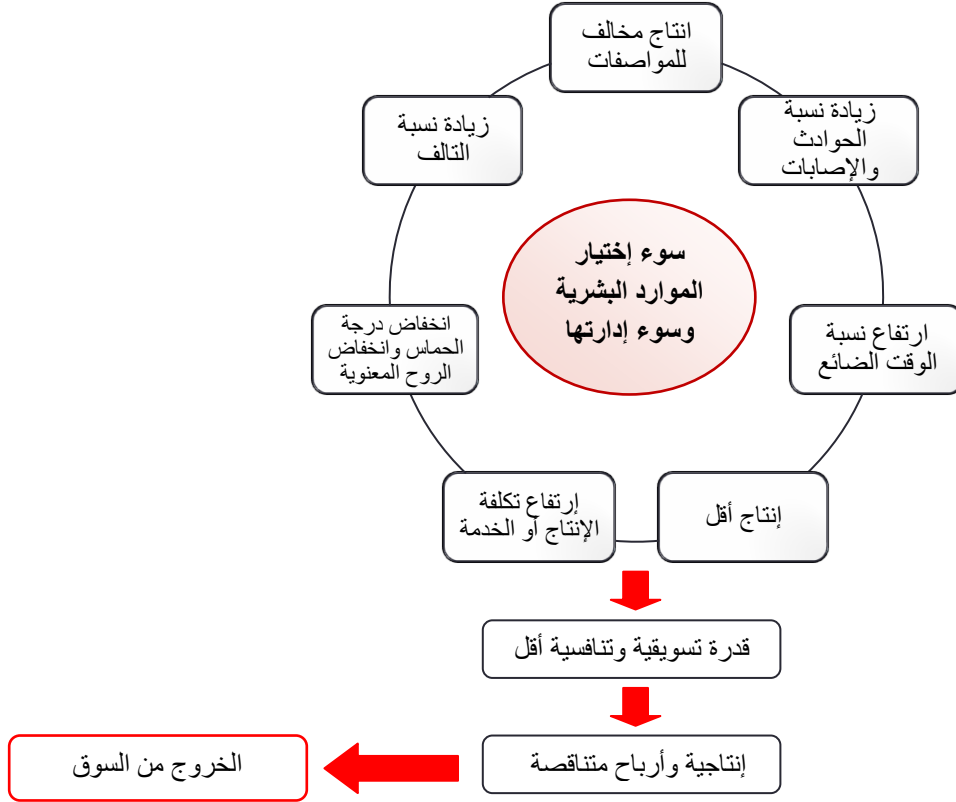 انتاج مخالف
للمواصفات
زيادة نسبة
الحوادث
والإصابات
ارتفاع نسبة
الوقت الضائع
إنتاج أقل
إرتفاع تكلفة
الإنتاج أو الخدمة
انخفاض درجة
الحماس وانخفاض
الروح المعنوية
زيادة نسبة
التالف
سوء إختيار
الموارد البشرية
وسوء إدارتها
قدرة تسويقية وتنافسية أقل
إنتاجية وأرباح متناقصة
الخروج من السوق